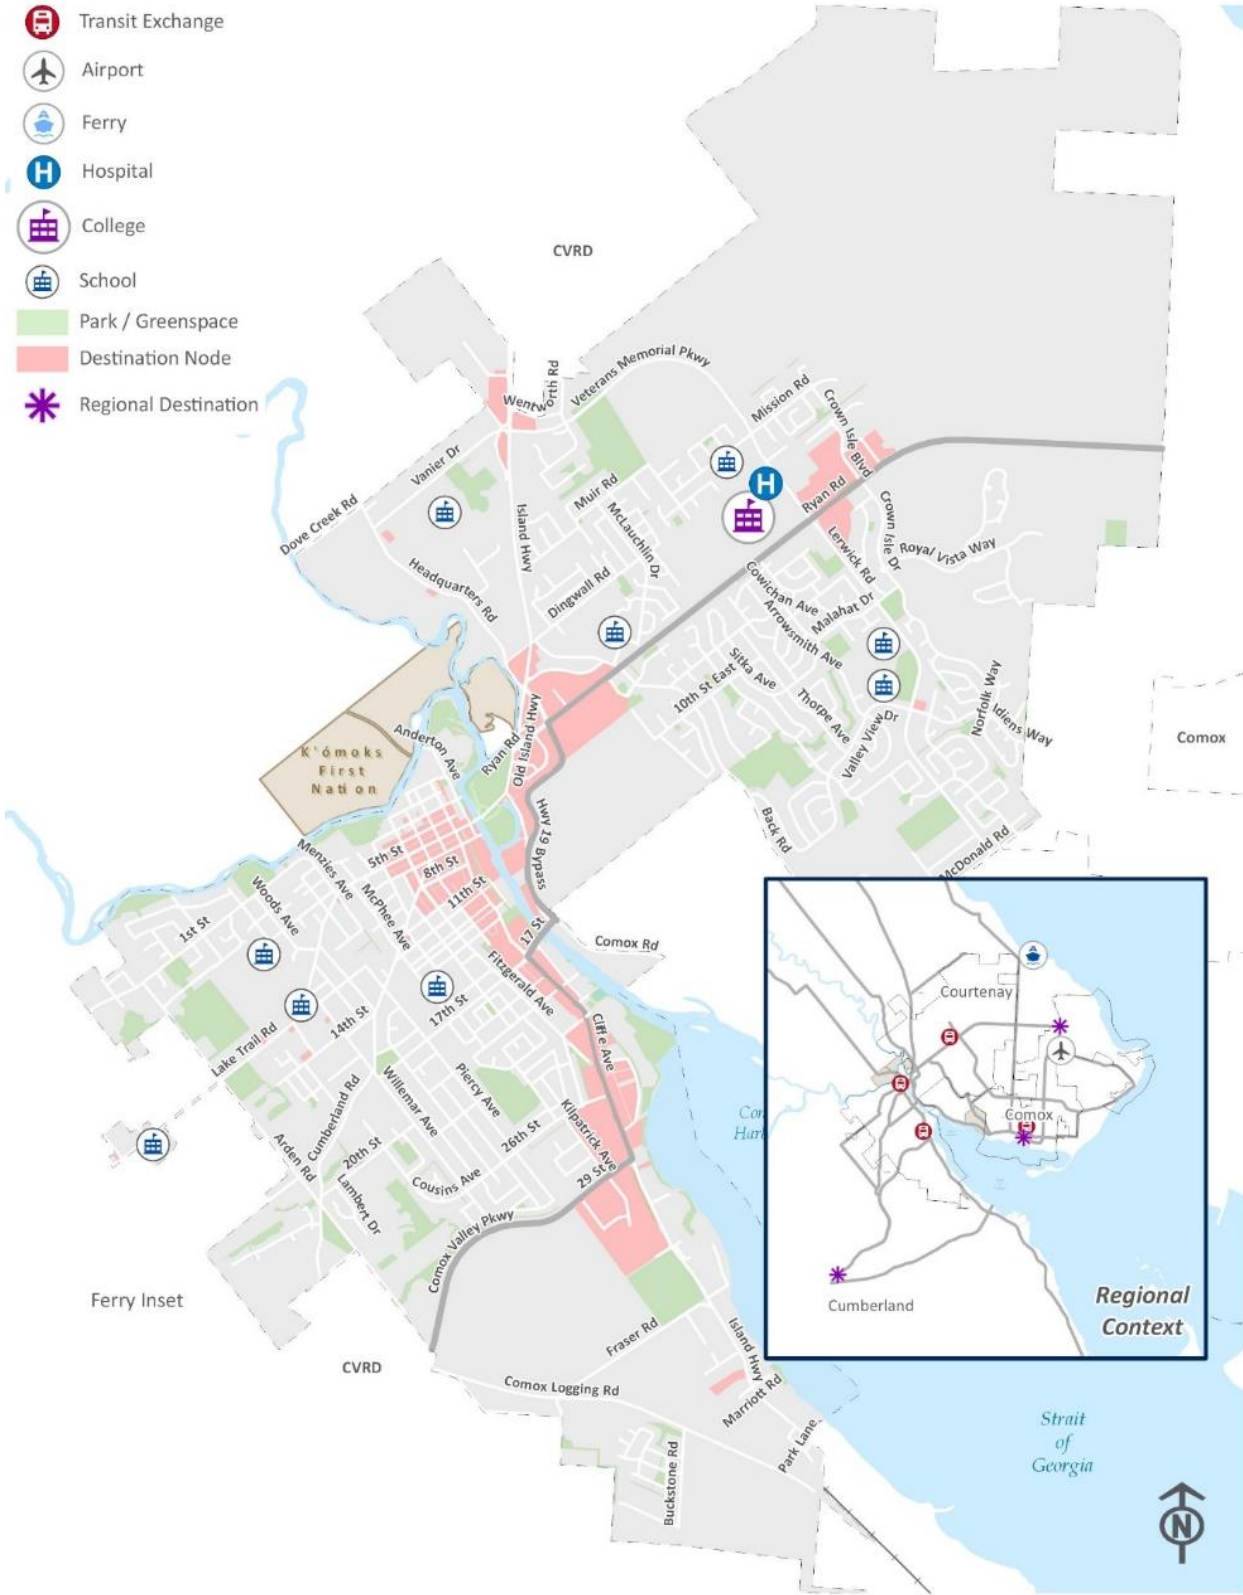 Transit Exchange
Airport
Ferry
Hospital
College
School
Park / Greenspace
Destination Node
Regional Destination
CVRD
Wentworth Rd
Veterans Memorial Pkwy
Mission Rd
Crown Isle Blvd
Vanier Dr
Dove Creek Rd
Island Hwy
Muir Rd
McLauchlin Dr
H
Ryan Rd
Crown Isle Dr
Royal Vista Way
Lerwick Rd
Headquarters Rd
Dingwall Rd
Cowichan Ave
Malahat Dr
Arrowsmith Ave
Sitka Ave
10th St East
Thorpe Ave
Valley View Dr
Norfolk Way
Idiens Way
Comox
K'ómoks
First
Nation
Anderton Ave
Ryan Rd
Old Island Hwy
Hwy 19 Bypass
Back Rd
McDonald Rd
Menzies Ave
5th St
8th St
11th St
McPhee Ave
Woods Ave
1st St
17 St
Comox Rd
Fitzgerald Ave
17th St
14th St
Lake Trail Rd
Cliffe Ave
Cumberland Rd
Willemar Ave
Piercy Ave
26th St
Kilpatrick Ave
Arden Rd
20th St
Lambert Dr
Cousins Ave
29 St
Comox Valley Pkwy
Ferry Inset
CVRD
Fraser Rd
Island Hwy
Comox Logging Rd
Marriott Rd
Park Lane
Buckstone Rd
Courtenay
Comox
Cumberland
Regional
Context
Strait
of
Georgia
N